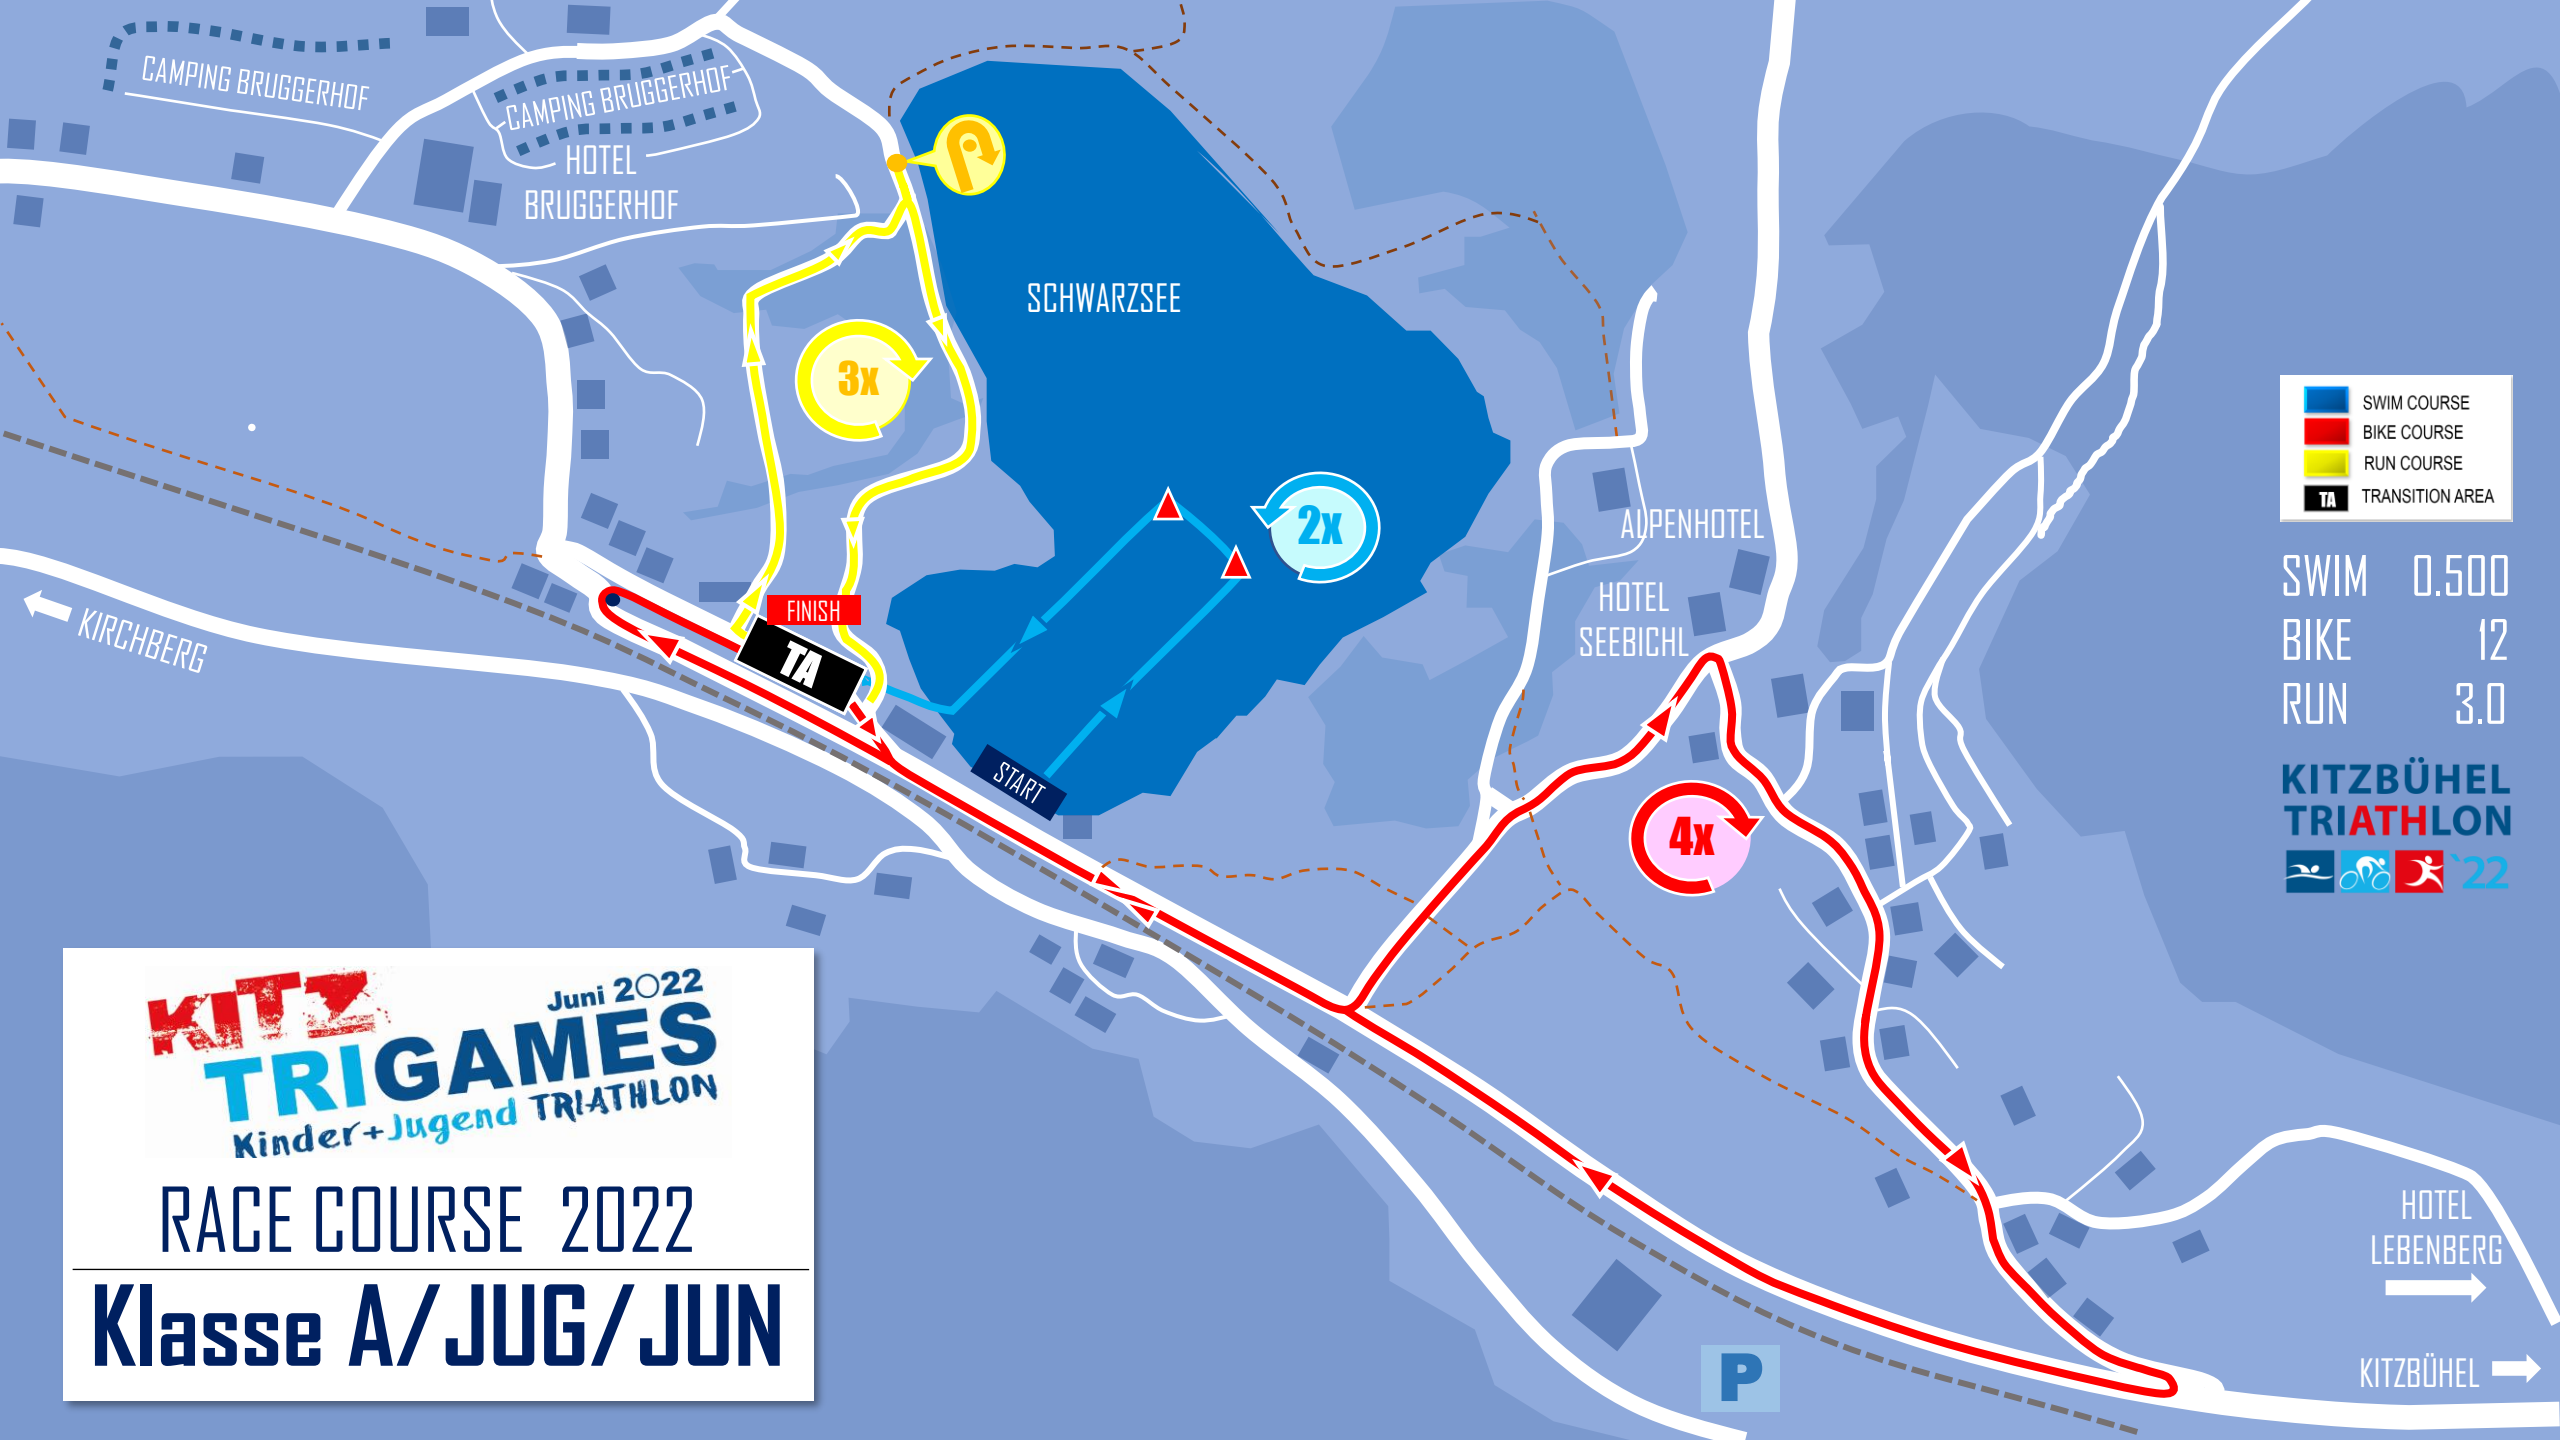 CAMPING BRUGGERHOF
CAMPING BRUGGERHOF
HOTEL
BRUGGERHOF
SCHWARZSEE
3x
2x
FINISH
TA
START
KIRCHBERG
ALPENHOTEL
HOTEL
SEEBICHL
4x
SWIM COURSE
BIKE COURSE
RUN COURSE
TA TRANSITION AREA
SWIM 0.500
BIKE 12
RUN 3.0
KITZBÜHEL
TRIATHLON
`22
KITZ
Juni 2022
TRIGAMES
Kinder+Jugend TRIATHLON
RACE COURSE 2022
Klasse A/JUG/JUN
P
HOTEL
LEBENBERG
KITZBÜHEL